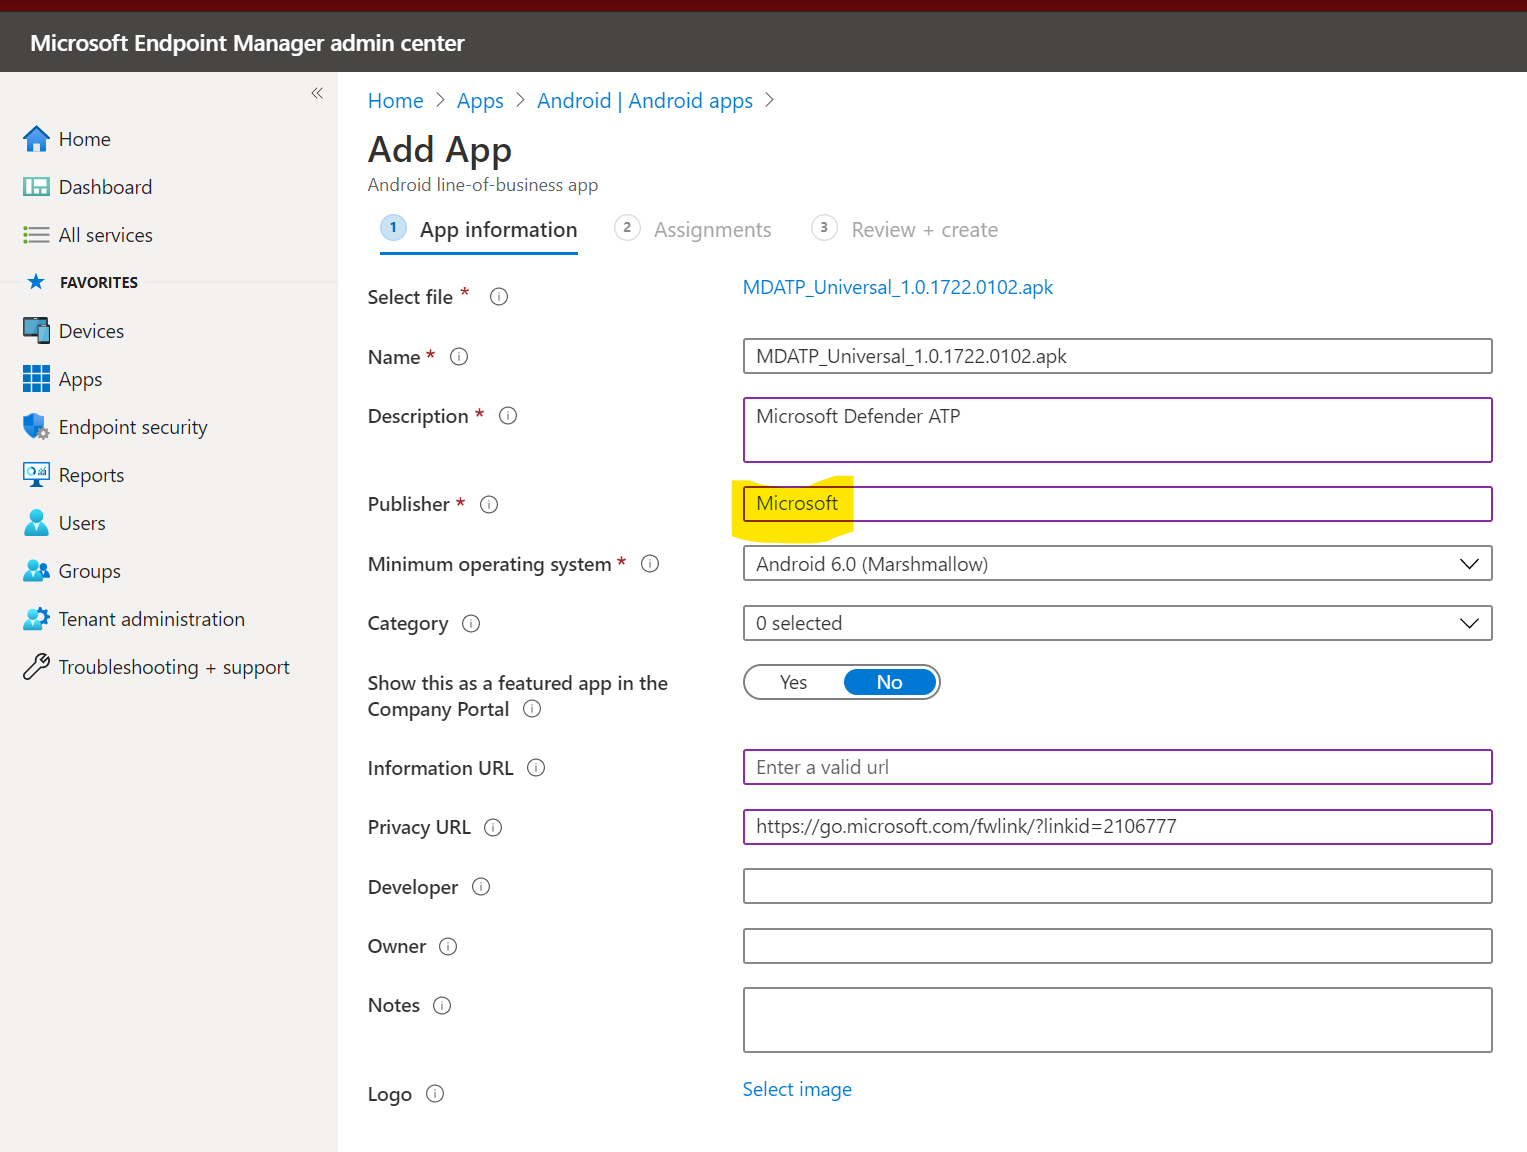 Microsoft Endpoint Manager admin center
«
Home
Dashboard
All services
FAVORITES
Devices
Apps
Endpoint security
Reports
Users
Groups
Tenant administration
Troubleshooting + support
Home > Apps > Android | Android apps >
Add App
Android line-of-business app
1 App information 2 Assignments 3 Review + create
Select file * MDATP_Universal_1.0.1722.0102.apk
Name * MDATP_Universal_1.0.1722.0102.apk
Description * Microsoft Defender ATP
Publisher * Microsoft
Minimum operating system * Android 6.0 (Marshmallow)
Category 0 selected
Show this as a featured app in the
Company Portal
Yes No
Information URL Enter a valid url
Privacy URL https://go.microsoft.com/fwlink/?linkid=2106777
Developer
Owner
Notes
Logo Select image